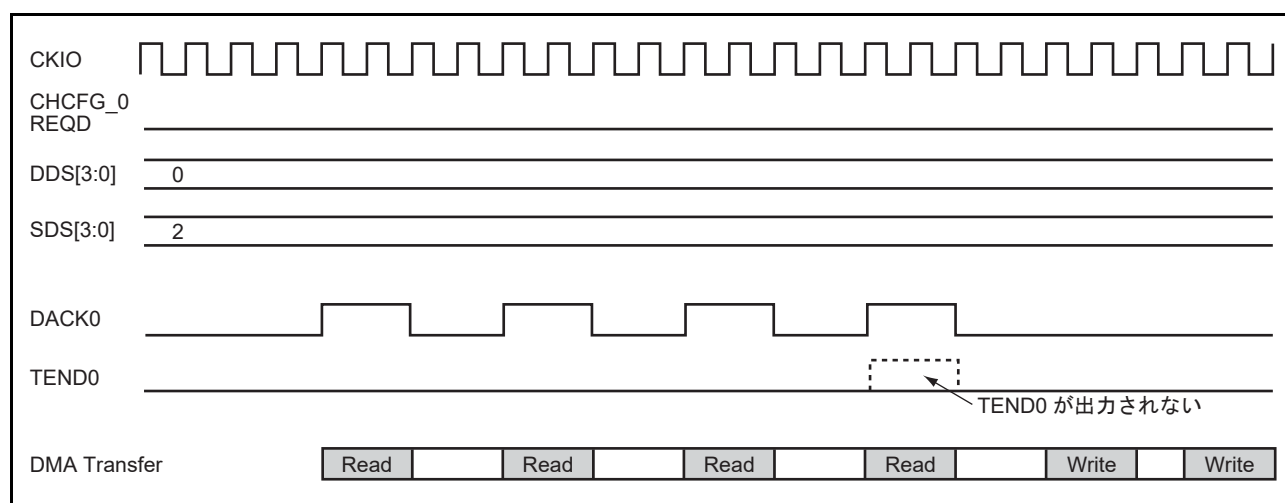 CKIO
CHCFG_0
REQD
DDS[3:0] 0
SDS[3:0] 2
DACK0
TEND0
TEND0 が出力されない
DMA Transfer Read Read Read Read Write Write